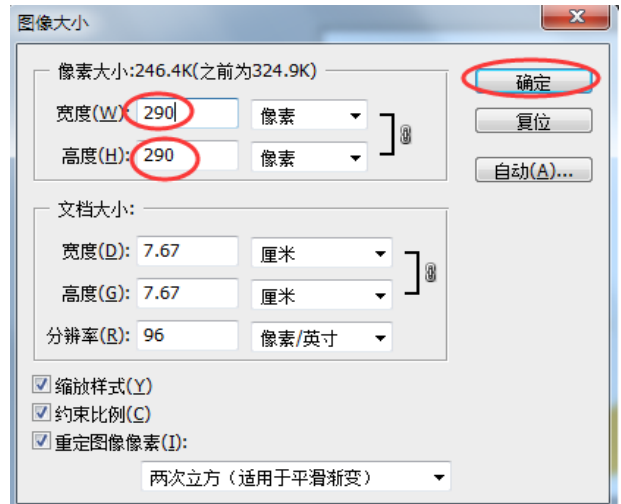 图像大小
像素大小:246.4K(之前为324.9K)
宽度(W): 290 像素
高度(H): 290 像素
确定
复位
自动(A)...
文档大小:
宽度(D): 7.67 厘米
高度(G): 7.67 厘米
分辨率(R): 96 像素/英寸
缩放样式(Y)
约束比例(C)
重定图像像素(I):
两次立方（适用于平滑渐变）